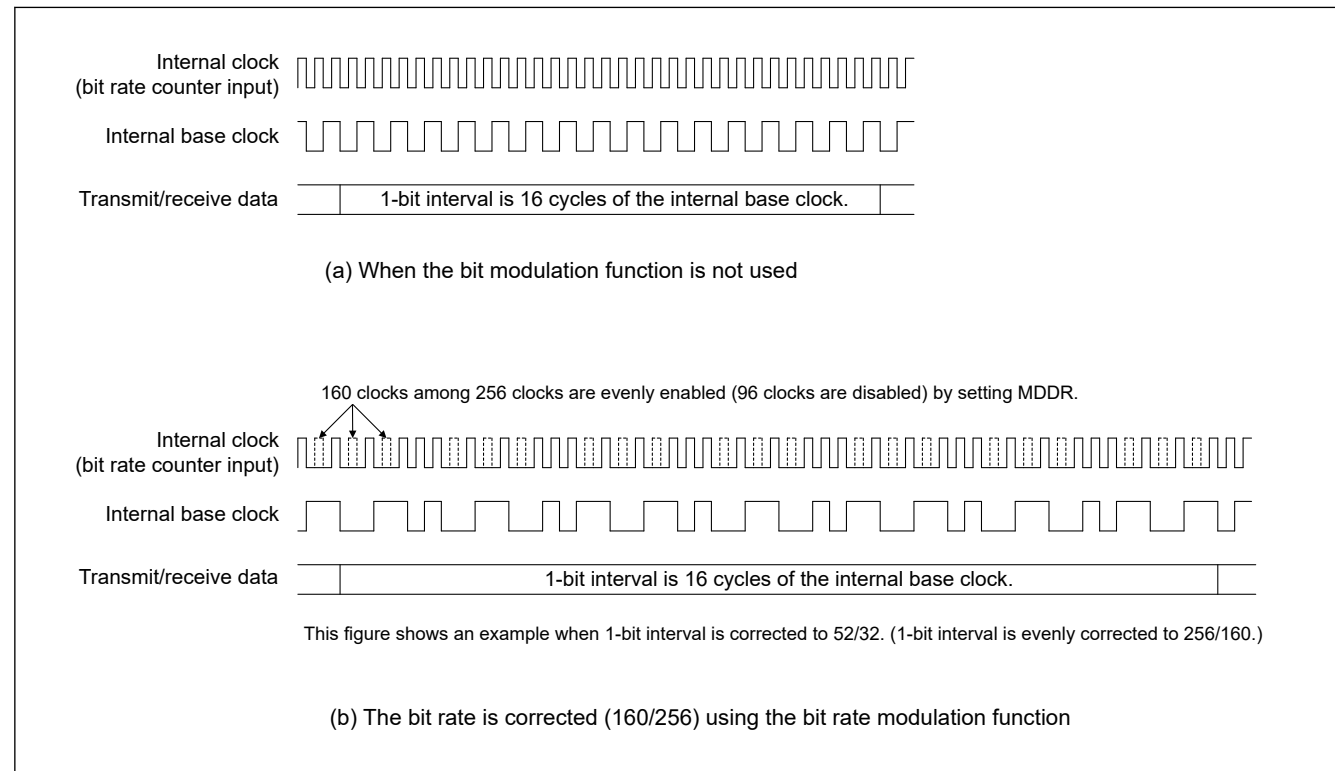 Internal clock
(bit rate counter input)
Internal base clock
Transmit/receive data
1-bit interval is 16 cycles of the internal base clock.
(a) When the bit modulation function is not used
160 clocks among 256 clocks are evenly enabled (96 clocks are disabled) by setting MDDR.
Internal clock
(bit rate counter input)
Internal base clock
Transmit/receive data
1-bit interval is 16 cycles of the internal base clock.
This figure shows an example when 1-bit interval is corrected to 52/32. (1-bit interval is evenly corrected to 256/160.)
(b) The bit rate is corrected (160/256) using the bit rate modulation function